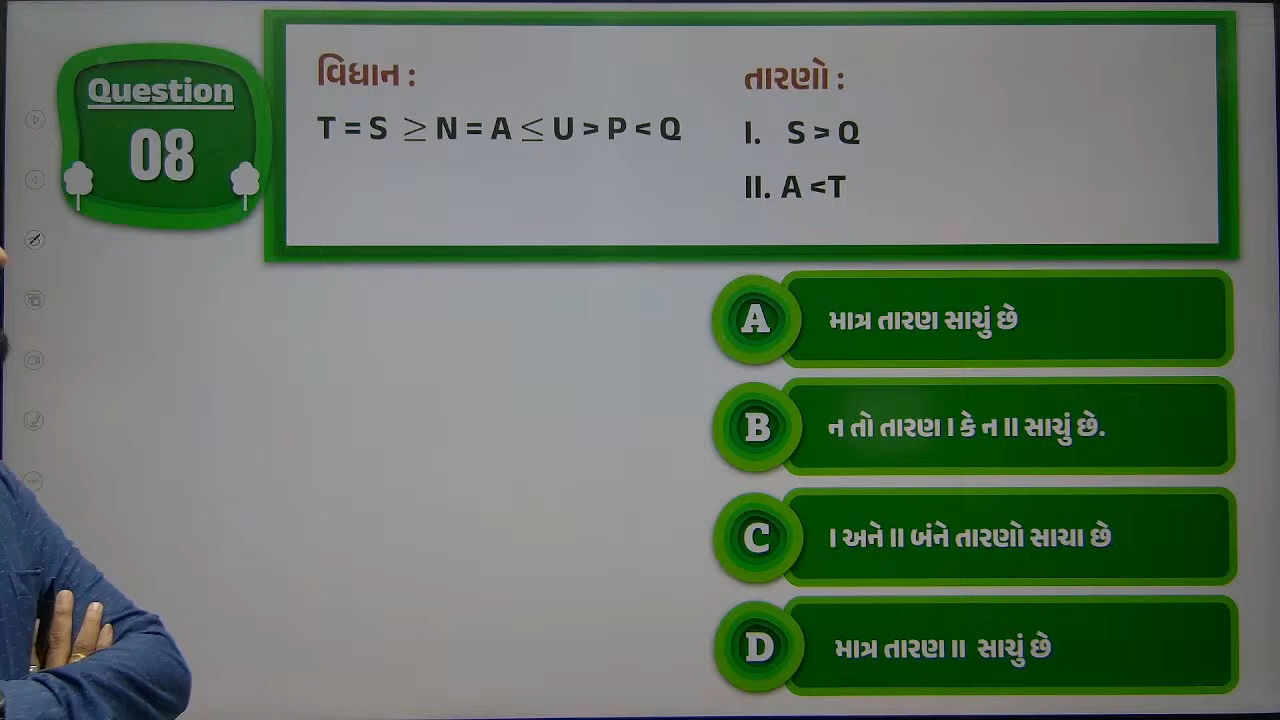 Question
08
વિધાન :
T = S ≥ N = A ≤ U > P < Q
તારણો :
I. S > Q
II. A < T
A માત્ર તારણ સાચું છે
B ન તો તારણ I કે ન II સાચું છે.
C I અને II બંને તારણો સાચા છે
D માત્ર તારણ II સાચું છે